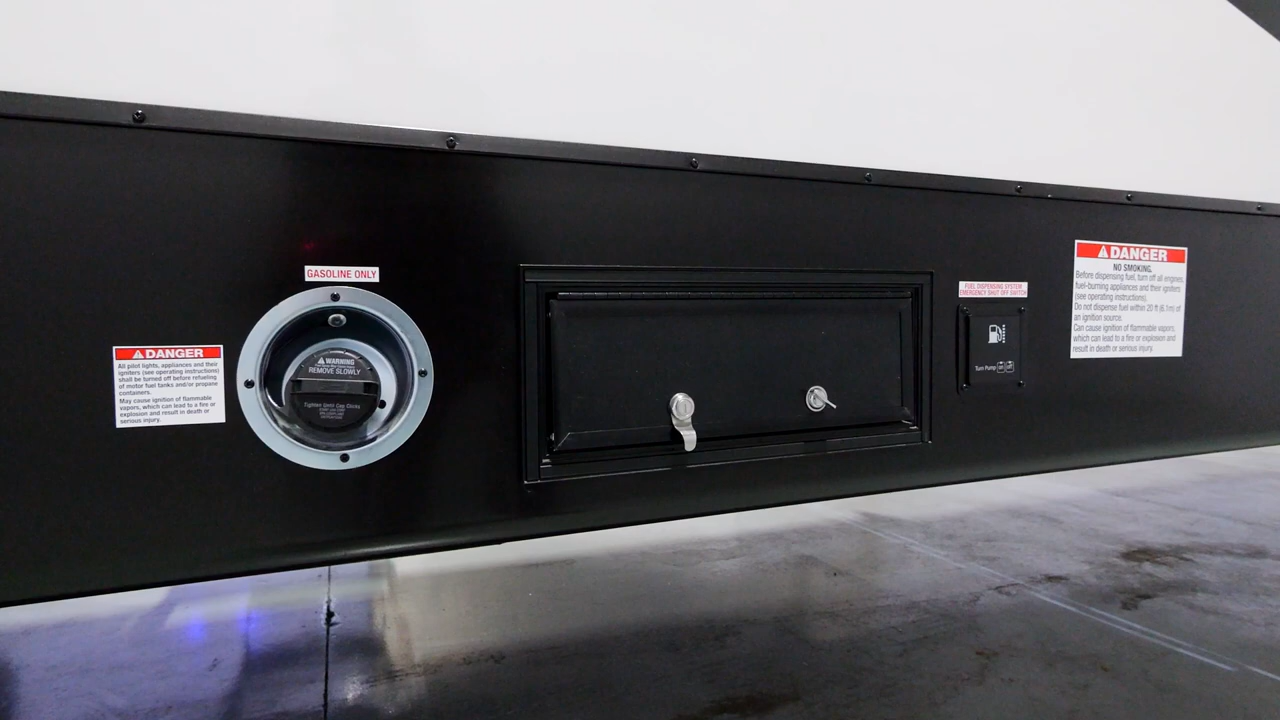 GASOLINE ONLY
DANGER
All pilot lights, appliances and their
igniters (see operating instructions)
shall be turned off before refueling
of motor fuel tanks and/or propane
containers.
May cause ignition of flammable
vapors, which can lead to a fire or
explosion and result in death or
serious injury.
WARNING
REMOVE SLOWLY
Tighten Until Cap Clicks
FUEL DISPENSING SYSTEM
EMERGENCY SHUT OFF SWITCH
Turn Pump on off
DANGER
NO SMOKING.
Before dispensing fuel, turn off all engines,
fuel-burning appliances and their igniters
(see operating instructions).
Do not dispense fuel within 20 ft (6.1m) of
an ignition source.
Can cause ignition of flammable vapors,
which can lead to a fire or explosion and
result in death or serious injury.